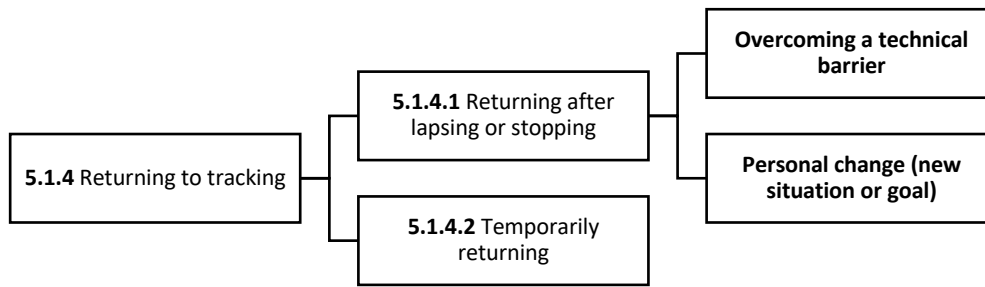 5.1.4 Returning to tracking
5.1.4.1 Returning after
lapsing or stopping
Overcoming a technical
barrier
Personal change (new
situation or goal)
5.1.4.2 Temporarily
returning